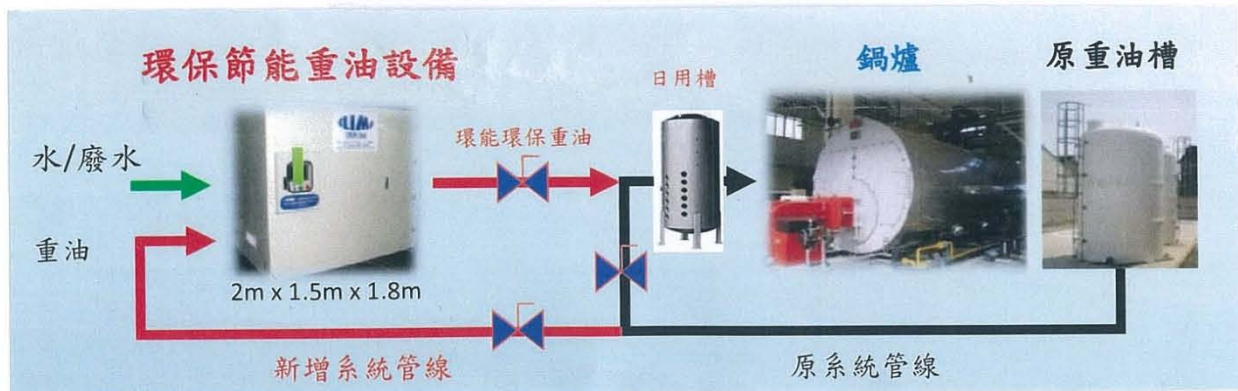 環保節能重油設備
日用槽
鍋爐
原重油槽
水/廢水
環能環保重油
重油
2m x 1.5m x 1.8m
新增系統管線
原系統管線